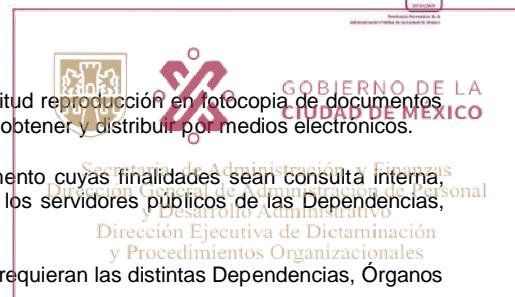 GOBIERNO DE LA
CIUDAD DE MÉXICO
itud reproducción en fotocopia de documentos
obtener y distribuir por medios electrónicos.
Secretaría de Administración y Finanzas
ento cuyas finalidades sean consulta interna,
Dirección General de Administración de Personal
los servidores públicos de las Dependencias,
y Desarrollo Administrativo
Dirección Ejecutiva de Dictaminación
y Procedimientos Organizacionales
requieran las distintas Dependencias, Órganos